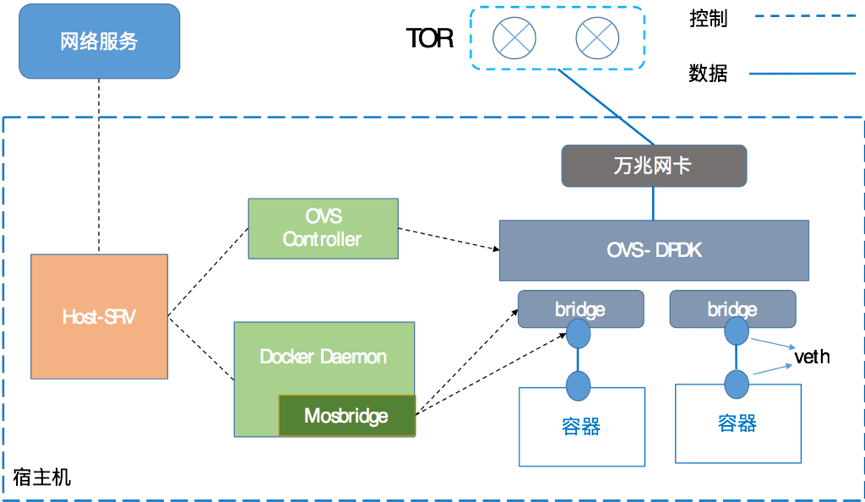 网络服务
TOR
控制
数据
万兆网卡
OVS
Controller
OVS- DPDK
Host-SRV
bridge
bridge
Docker Daemon
veth
Mosbridge
容器
容器
宿主机